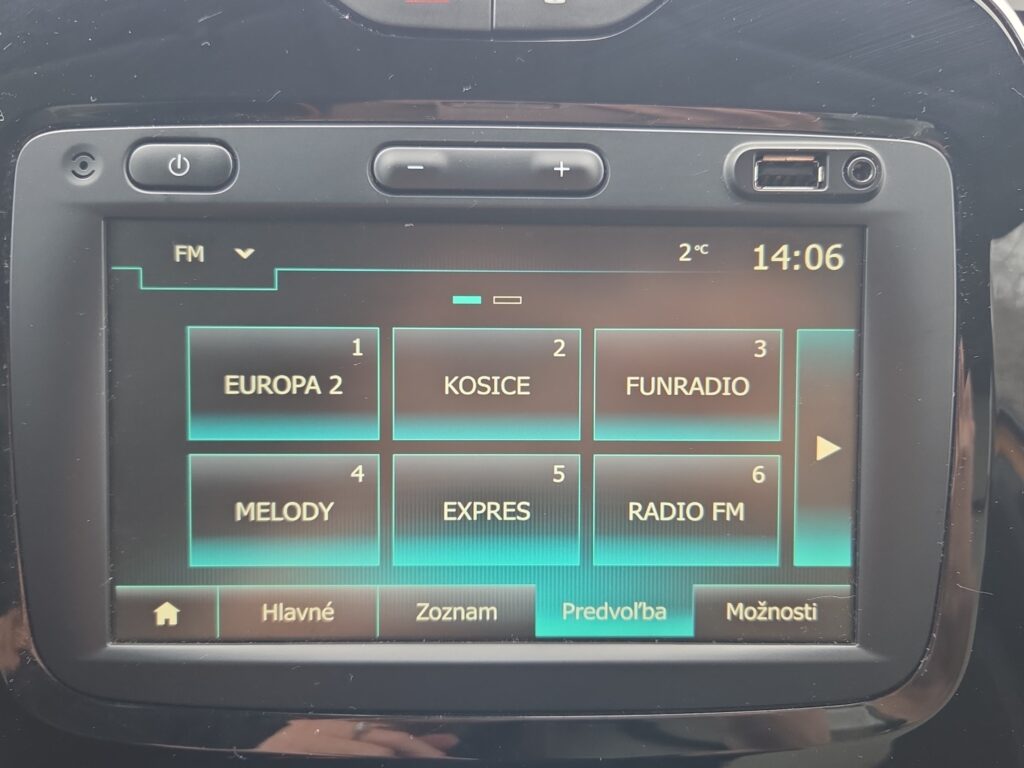 FM 2°C 14:06
1 2 3
EUROPA 2 KOSICE FUNRADIO
4 5 6
MELODY EXPRES RADIO FM
Hlavné Zoznam Predvoľba Možnosti